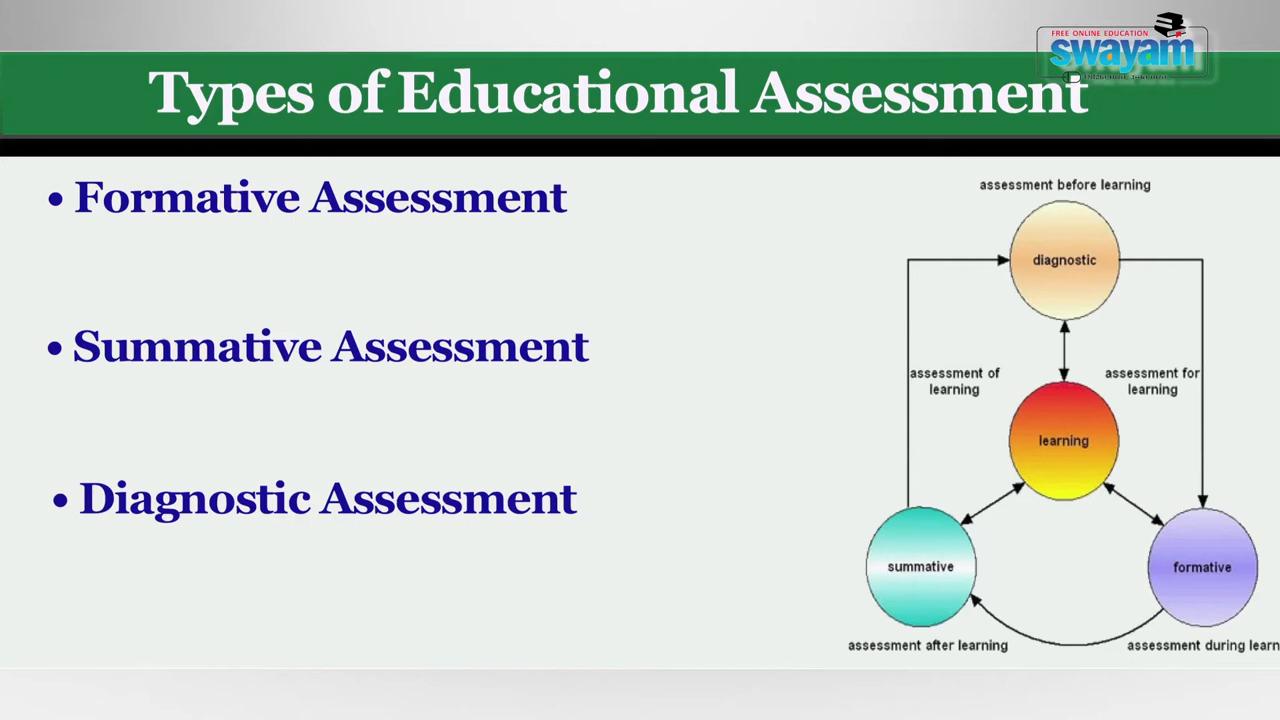 FREE ONLINE EDUCATION
swayam
Types of Educational Assessment
• Formative Assessment
• Summative Assessment
• Diagnostic Assessment
assessment before learning
diagnostic
assessment of
learning
assessment for
learning
learning
summative
formative
assessment after learning
assessment during learn